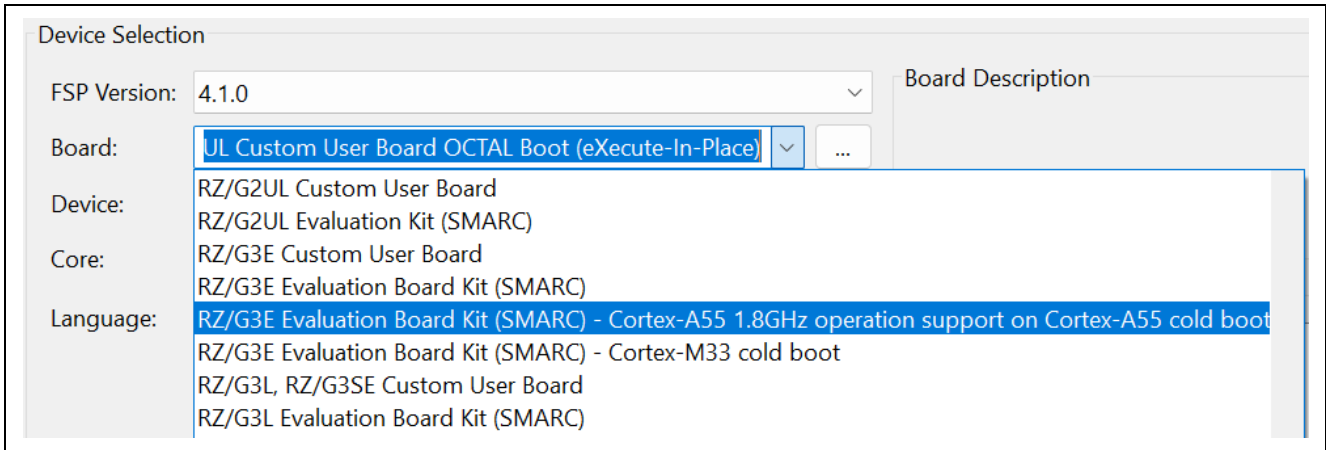 Device Selection
FSP Version: 4.1.0
Board Description
Board: UL Custom User Board OCTAL Boot (eXecute-In-Place) ...
RZ/G2UL Custom User Board
Device:
RZ/G2UL Evaluation Kit (SMARC)
Core:
RZ/G3E Custom User Board
RZ/G3E Evaluation Board Kit (SMARC)
Language:
RZ/G3E Evaluation Board Kit (SMARC) - Cortex-A55 1.8GHz operation support on Cortex-A55 cold boot
RZ/G3E Evaluation Board Kit (SMARC) - Cortex-M33 cold boot
RZ/G3L, RZ/G3SE Custom User Board
RZ/G3L Evaluation Board Kit (SMARC)